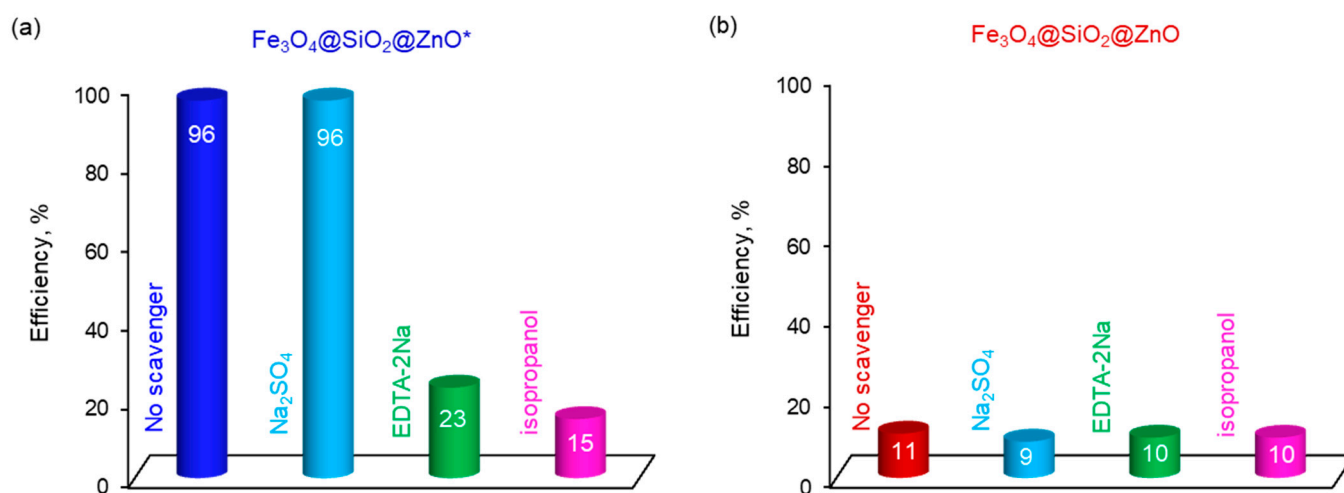 (a)
Fe₃O₄@SiO₂@ZnO*
Efficiency, %
100
80
60
40
20
0
No scavenger
96
Na₂SO₄
96
EDTA-2Na
23
isopropanol
15
(b)
Fe₃O₄@SiO₂@ZnO
Efficiency, %
100
80
60
40
20
0
No scavenger
11
Na₂SO₄
9
EDTA-2Na
10
isopropanol
10